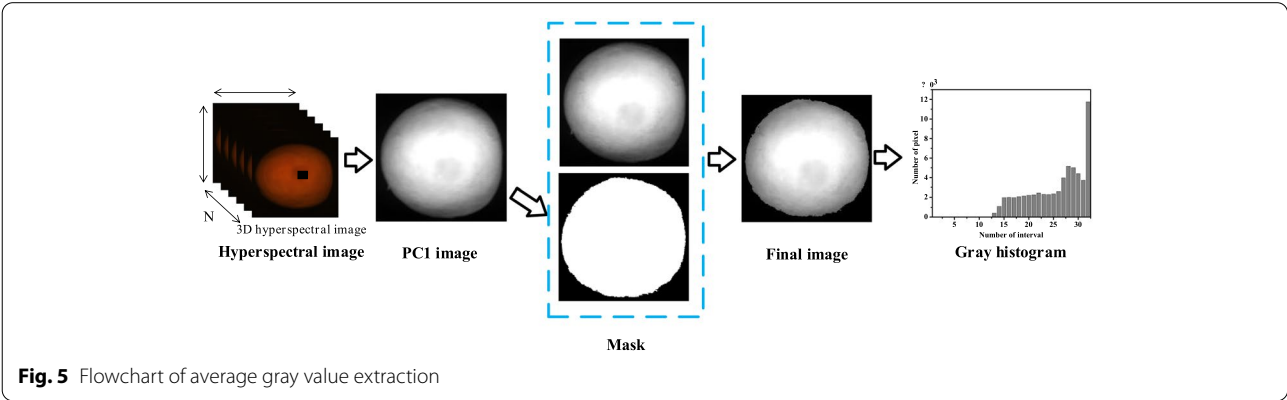 N
3D hyperspectral image
Hyperspectral image
PC1 image
Mask
Final image
? 0³
12
10
8
6
4
2
0
Number of pixel
5 10 15 20 25 30
Number of interval
Gray histogram
Fig. 5 Flowchart of average gray value extraction